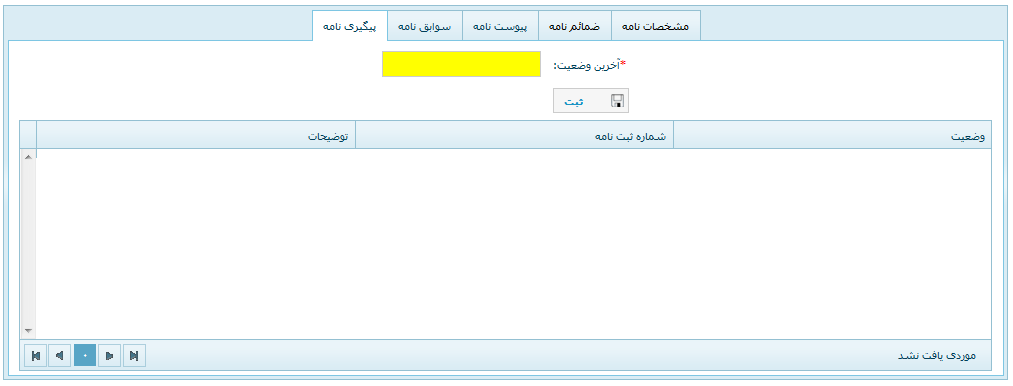 مشخصات نامه ضمائم نامه پیوست نامه سوابق نامه پیگیری نامه
*آخرین وضعیت:
ثبت
وضعیت شماره ثبت نامه توضیحات
موردی یافت نشد